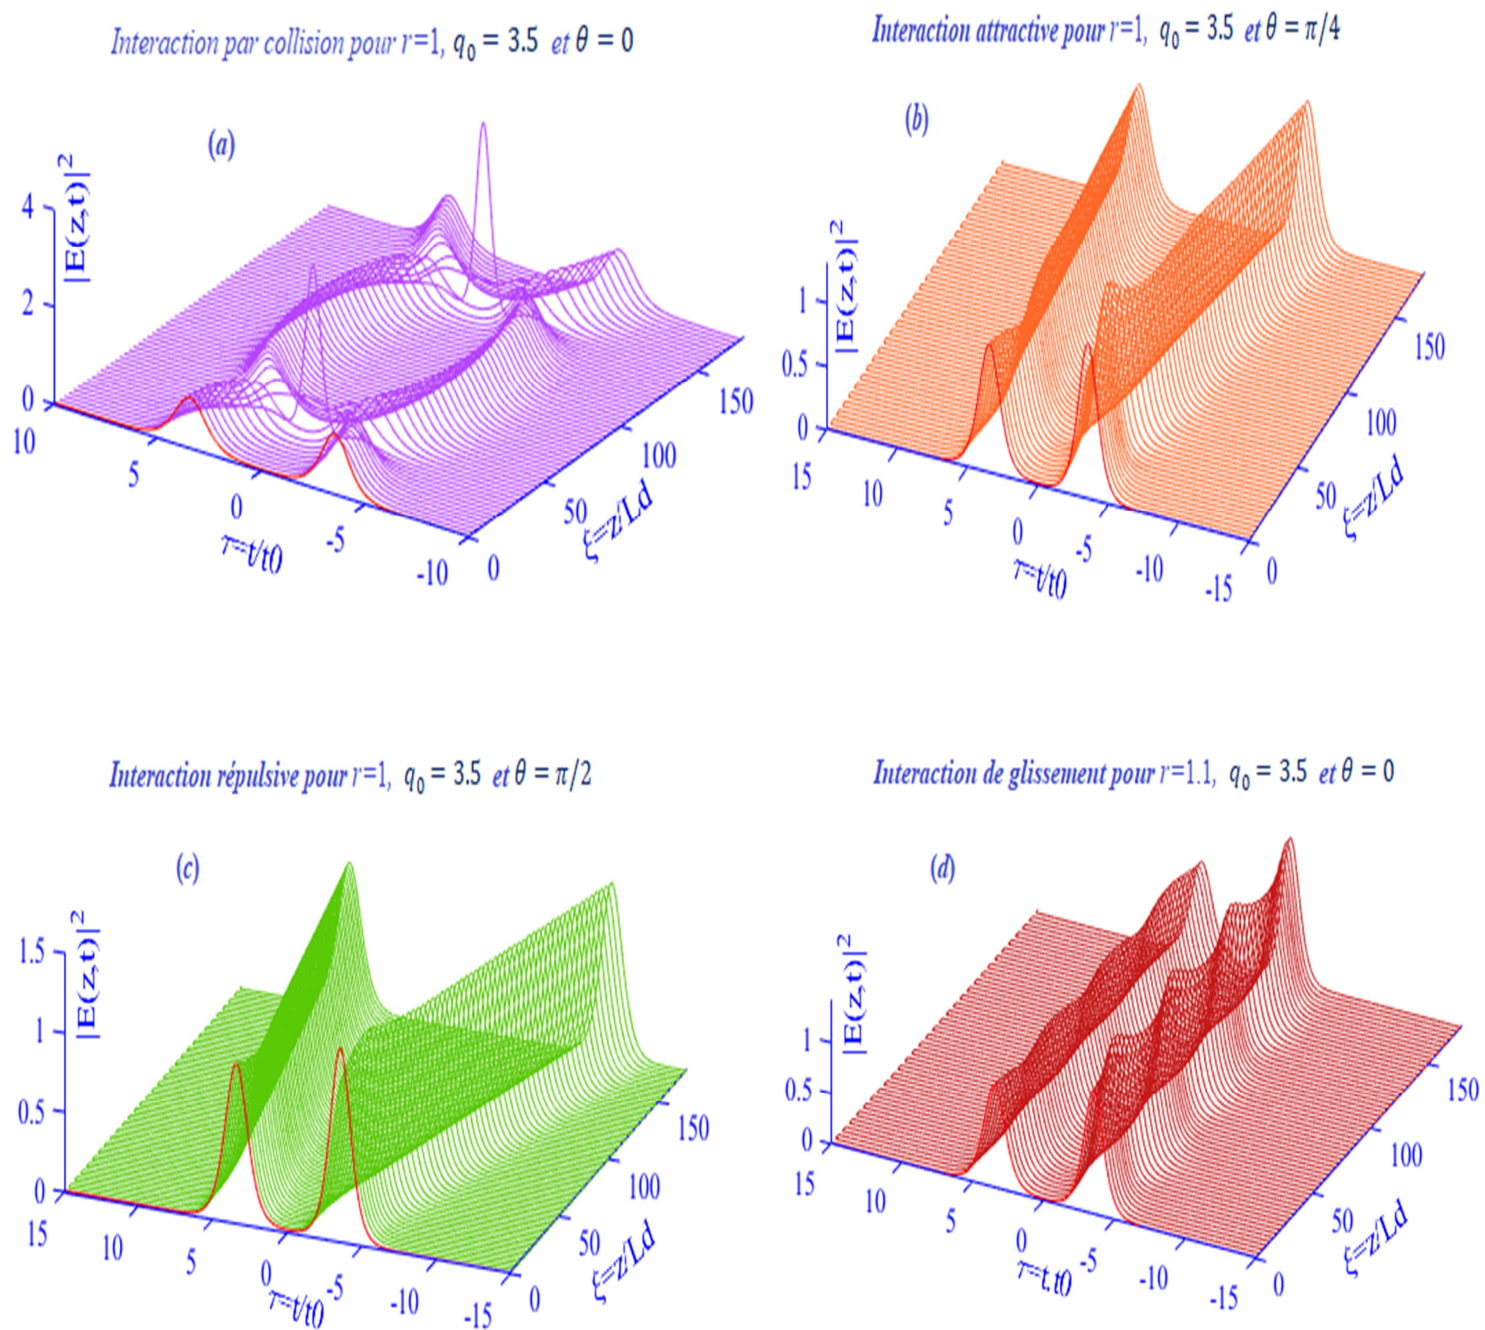 Interaction par collision pour r=1, q₀ = 3.5 et θ = 0
(a)
|E(z,t)|²
4
2
0
10
5
0
-5
-10
τ=t/t0
0
50
100
150
ξ=z/Ld
Interaction attractive pour r=1, q₀ = 3.5 et θ = π/4
(b)
|E(z,t)|²
1
0.5
0
15
10
5
0
-5
-10
-15
τ=t/t0
0
50
100
150
ξ=z/Ld
Interaction répulsive pour r=1, q₀ = 3.5 et θ = π/2
(c)
|E(z,t)|²
1.5
1
0.5
0
15
10
5
0
-5
-10
-15
τ=t/t0
0
50
100
150
ξ=z/Ld
Interaction de glissement pour r=1.1, q₀ = 3.5 et θ = 0
(d)
|E(z,t)|²
1
0.5
0
15
10
5
0
-5
-10
-15
τ=t.t0
0
50
100
150
ξ=z/Ld